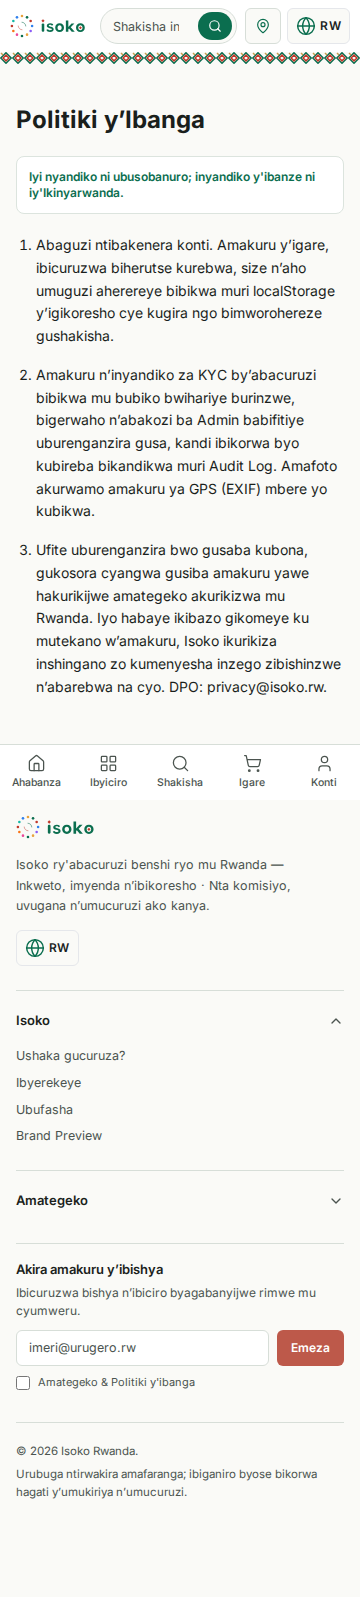 isoko
Shakisha in
RW
Politiki y’Ibanga
Iyi nyandiko ni ubusobanuro; inyandiko y'ibanze ni
iy'Ikinyarwanda.
1. Abaguzi ntibakenera konti. Amakuru y’igare,
ibicuruzwa biherutse kurebwa, size n’aho
umuguzi aherereye bibikwa muri localStorage
y’igikoresho cye kugira ngo bimworohereze
gushakisha.
2. Amakuru n’inyandiko za KYC by’abacuruzi
bibikwa mu bubiko bwihariye burinzwe,
bigerwaho n’abakozi ba Admin babifitiye
uburenganzira gusa, kandi ibikorwa byo
kubireba bikandikwa muri Audit Log. Amafoto
akurwamo amakuru ya GPS (EXIF) mbere yo
kubikwa.
3. Ufite uburenganzira bwo gusaba kubona,
gukosora cyangwa gusiba amakuru yawe
hakurikijwe amategeko akurikizwa mu
Rwanda. Iyo habaye ikibazo gikomeye ku
mutekano w’amakuru, Isoko ikurikiza
inshingano zo kumenyesha inzego zibishinzwe
n’abarebwa na cyo. DPO: privacy@isoko.rw.
Ahabanza
Ibyiciro
Shakisha
Igare
Konti
isoko
Isoko ry'abacuruzi benshi ryo mu Rwanda —
Inkweto, imyenda n’ibikoresho · Nta komisiyo,
uvugana n’umucuruzi ako kanya.
RW
Isoko
Ushaka gucuruza?
Ibyerekeye
Ubufasha
Brand Preview
Amategeko
Akira amakuru y’ibishya
Ibicuruzwa bishya n’ibiciro byagabanyijwe rimwe mu
cyumweru.
imeri@urugero.rw
Emeza
Amategeko & Politiki y'ibanga
© 2026 Isoko Rwanda.
Urubuga ntirwakira amafaranga; ibiganiro byose bikorwa
hagati y’umukiriya n’umucuruzi.